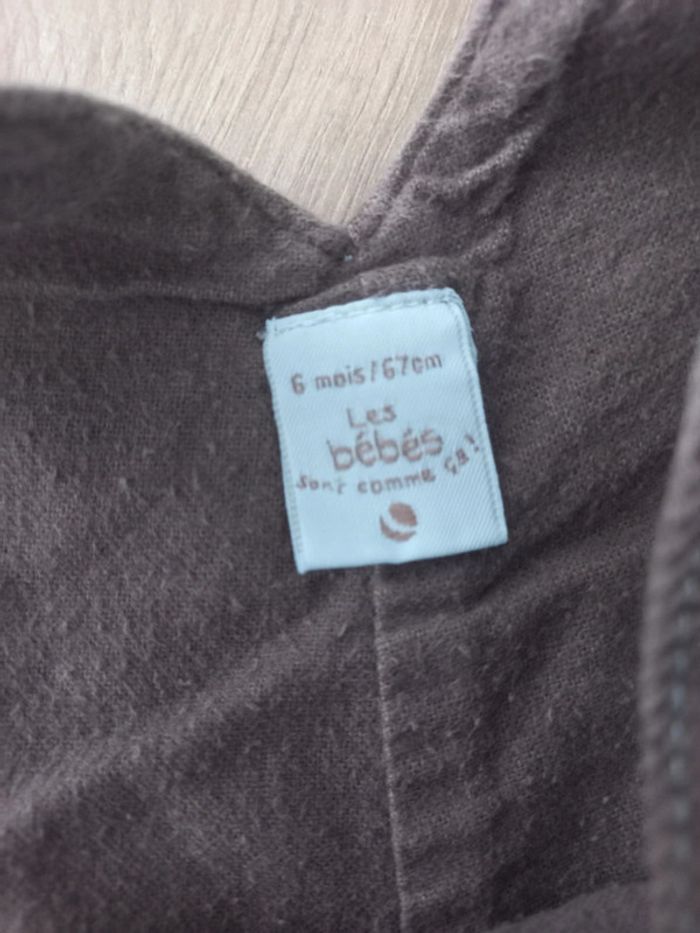 6 mois/67cm
Les
bébés
sont comme ça!